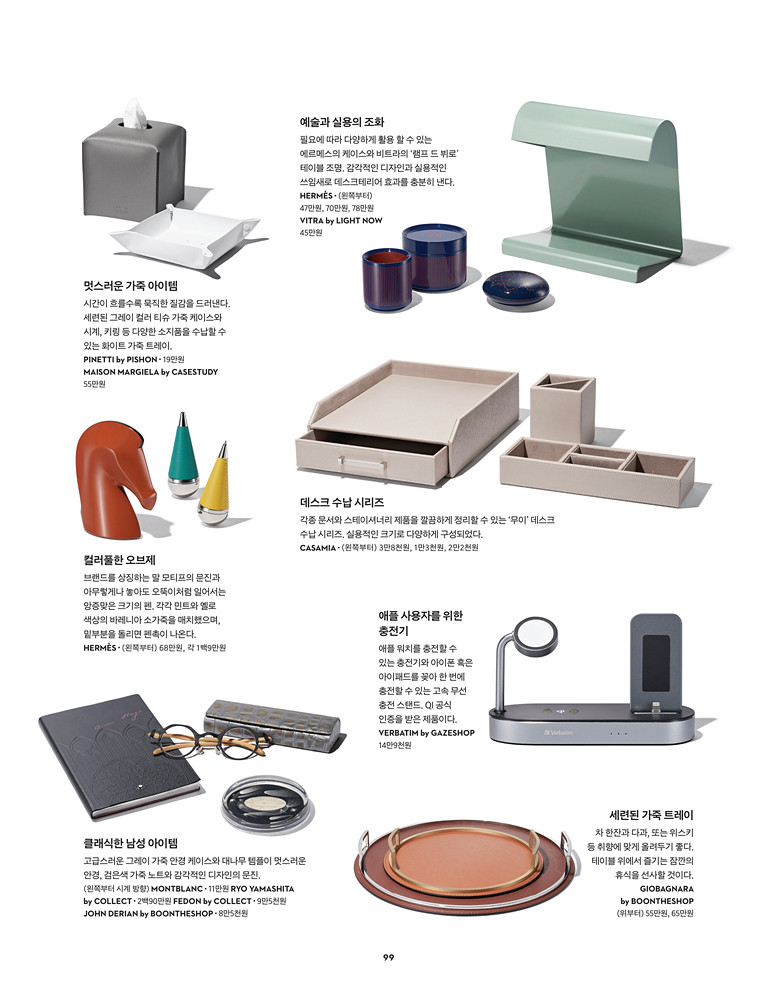 예술과 실용의 조화
필요에 따라 다양하게 활용 할 수 있는
에르메스의 케이스와 비트라의 ‘램프 드 뷔로’
테이블 조명. 감각적인 디자인과 실용적인
쓰임새로 데스크테리어 효과를 충분히 낸다.
HERMÈS · (왼쪽부터)
47만원, 70만원, 78만원
VITRA by LIGHT NOW
45만원
멋스러운 가죽 아이템
시간이 흐를수록 묵직한 질감을 드러낸다.
세련된 그레이 컬러 티슈 가죽 케이스와
시계, 키링 등 다양한 소지품을 수납할 수
있는 화이트 가죽 트레이.
PINETTI by PISHON · 19만원
MAISON MARGIELA by CASESTUDY
55만원
데스크 수납 시리즈
각종 문서와 스테이셔너리 제품을 깔끔하게 정리할 수 있는 ‘무이’ 데스크
수납 시리즈. 실용적인 크기로 다양하게 구성되었다.
CASAMIA · (왼쪽부터) 3만8천원, 1만3천원, 2만2천원
컬러풀한 오브제
브랜드를 상징하는 말 모티프의 문진과
아무렇게나 놓아도 오뚝이처럼 일어서는
앙증맞은 크기의 펜. 각각 민트와 옐로
색상의 바레니아 소가죽을 매치했으며,
밑부분을 돌리면 펜촉이 나온다.
HERMÈS · (왼쪽부터) 68만원, 각 1백9만원
애플 사용자를 위한
충전기
애플 워치를 충전할 수
있는 충전기와 아이폰 혹은
아이패드를 꽂아 한 번에
충전할 수 있는 고속 무선
충전 스탠드. QI 공식
인증을 받은 제품이다.
VERBATIM by GAZESHOP
14만9천원
Verbatim
클래식한 남성 아이템
고급스러운 그레이 가죽 안경 케이스와 대나무 템플이 멋스러운
안경, 검은색 가죽 노트와 감각적인 디자인의 문진.
(왼쪽부터 시계 방향) MONTBLANC · 11만원 RYO YAMASHITA
by COLLECT · 2백90만원 FEDON by COLLECT · 9만5천원
JOHN DERIAN by BOONTHESHOP · 8만5천원
세련된 가죽 트레이
차 한잔과 다과, 또는 위스키
등 취향에 맞게 올려두기 좋다.
테이블 위에서 즐기는 잠깐의
휴식을 선사할 것이다.
GIOBAGNARA
by BOONTHESHOP
(위부터) 55만원, 65만원
99